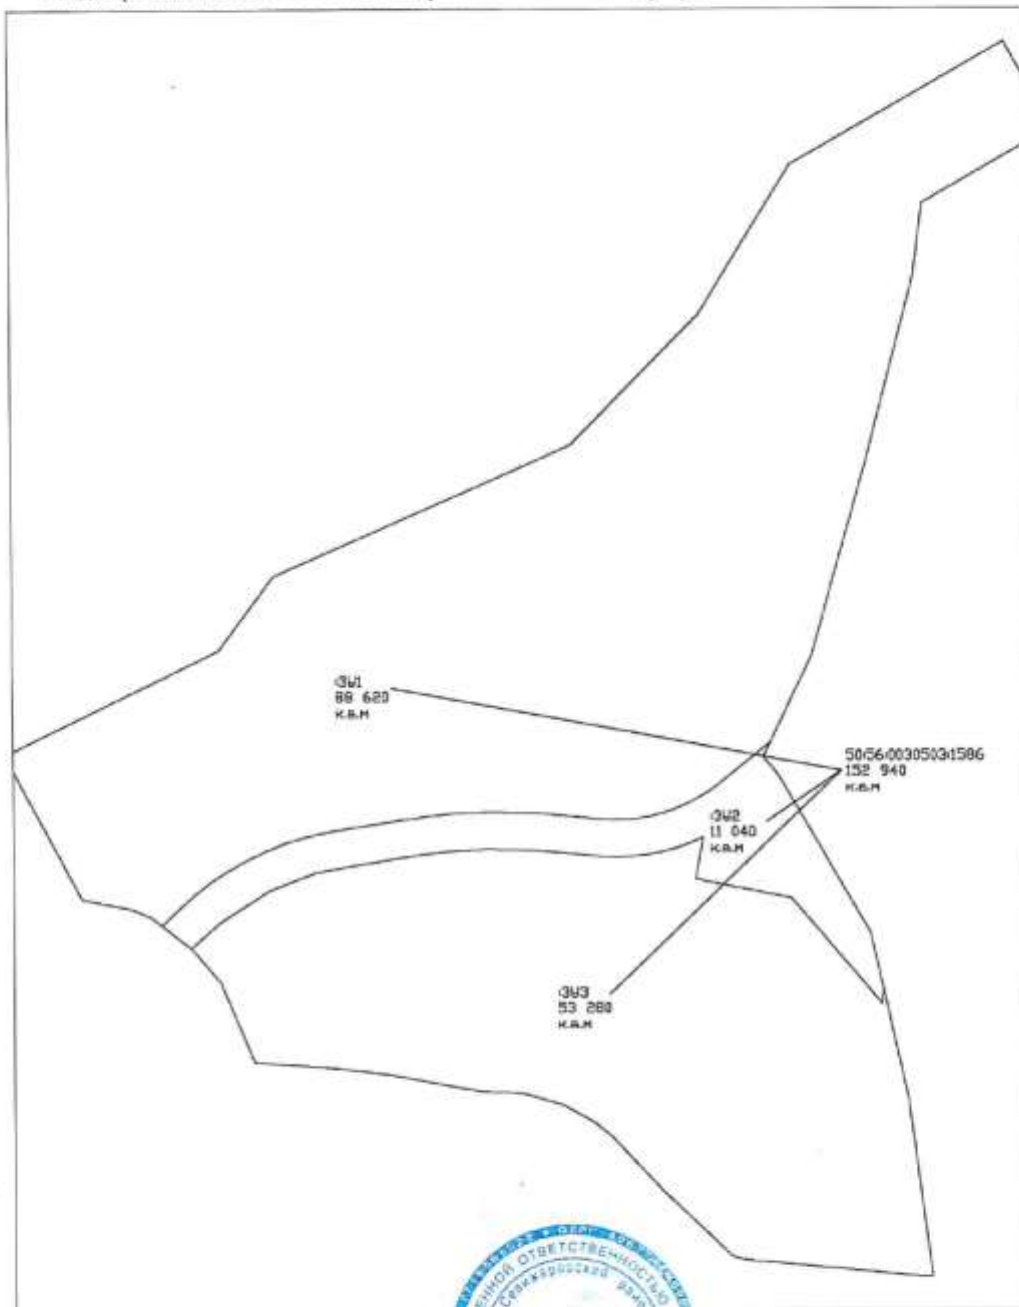 :ЗУ1
88 620
кв.м
50:56:0030503:1586
152 940
кв.м
:ЗУ2
11 040
кв.м
:ЗУ3
53 280
кв.м
ОТВЕТСТВЕННОСТЬЮ